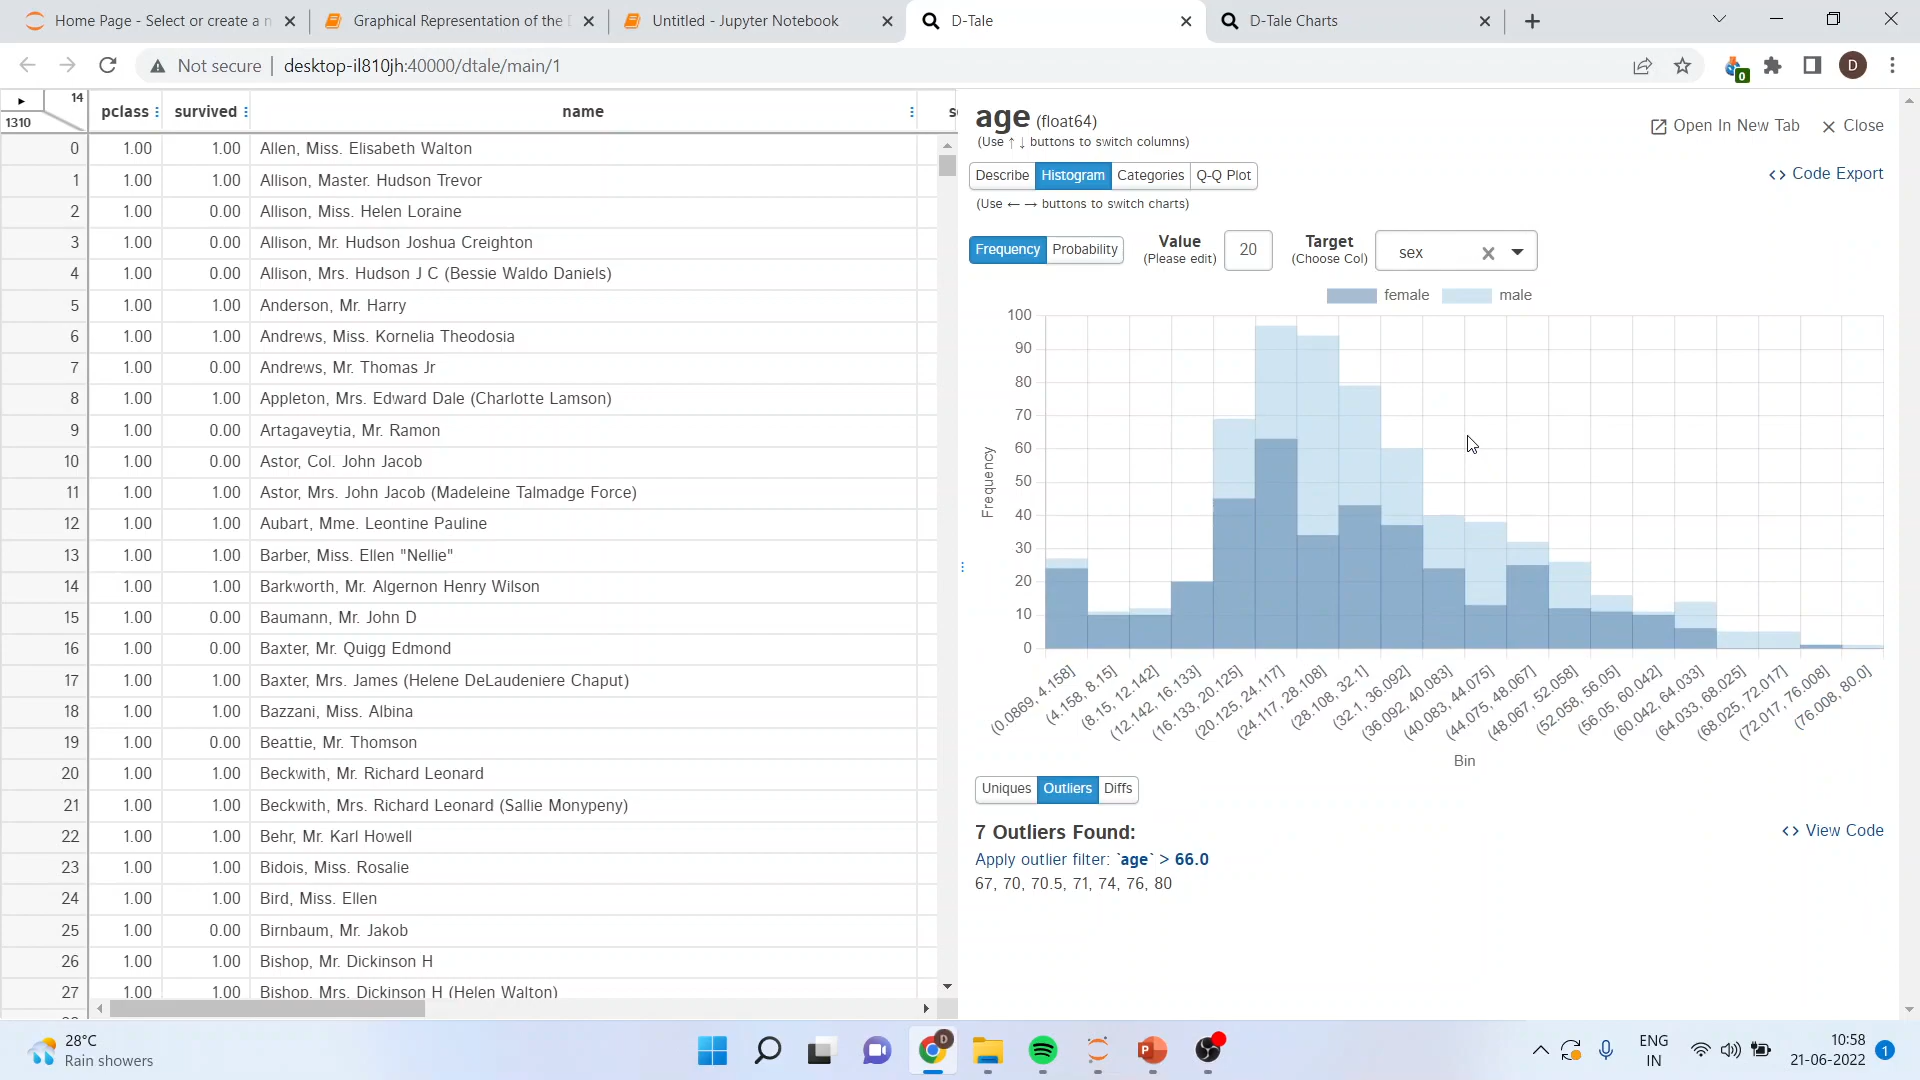 Home Page - Select or create a n
Graphical Representation of the D
Untitled - Jupyter Notebook
D-Tale
D-Tale Charts
Not secure | desktop-il810jh:40000/dtale/main/1
0
D
14
1310
pclass survived name
0 1.00 1.00 Allen, Miss. Elisabeth Walton
1 1.00 1.00 Allison, Master. Hudson Trevor
2 1.00 0.00 Allison, Miss. Helen Loraine
3 1.00 0.00 Allison, Mr. Hudson Joshua Creighton
4 1.00 0.00 Allison, Mrs. Hudson J C (Bessie Waldo Daniels)
5 1.00 1.00 Anderson, Mr. Harry
6 1.00 1.00 Andrews, Miss. Kornelia Theodosia
7 1.00 0.00 Andrews, Mr. Thomas Jr
8 1.00 1.00 Appleton, Mrs. Edward Dale (Charlotte Lamson)
9 1.00 0.00 Artagaveytia, Mr. Ramon
10 1.00 0.00 Astor, Col. John Jacob
11 1.00 1.00 Astor, Mrs. John Jacob (Madeleine Talmadge Force)
12 1.00 1.00 Aubart, Mme. Leontine Pauline
13 1.00 1.00 Barber, Miss. Ellen "Nellie"
14 1.00 1.00 Barkworth, Mr. Algernon Henry Wilson
15 1.00 0.00 Baumann, Mr. John D
16 1.00 0.00 Baxter, Mr. Quigg Edmond
17 1.00 1.00 Baxter, Mrs. James (Helene DeLaudeniere Chaput)
18 1.00 1.00 Bazzani, Miss. Albina
19 1.00 0.00 Beattie, Mr. Thomson
20 1.00 1.00 Beckwith, Mr. Richard Leonard
21 1.00 1.00 Beckwith, Mrs. Richard Leonard (Sallie Monypeny)
22 1.00 1.00 Behr, Mr. Karl Howell
23 1.00 1.00 Bidois, Miss. Rosalie
24 1.00 1.00 Bird, Miss. Ellen
25 1.00 0.00 Birnbaum, Mr. Jakob
26 1.00 1.00 Bishop, Mr. Dickinson H
27 1.00 1.00 Bishop, Mrs. Dickinson H (Helen Walton)
age (float64)
(Use ↑ ↓ buttons to switch columns)
Open In New Tab
Close
Describe Histogram Categories Q-Q Plot
Code Export
(Use ← → buttons to switch charts)
Frequency Probability
Value
(Please edit)
20
Target
(Choose Col)
sex
female male
100
90
80
70
60
50
40
30
20
10
0
Frequency
(0.0869, 4.158]
(4.158, 8.15]
(8.15, 12.142]
(12.142, 16.133]
(16.133, 20.125]
(20.125, 24.117]
(24.117, 28.108]
(28.108, 32.1]
(32.1, 36.092]
(36.092, 40.083]
(40.083, 44.075]
(44.075, 48.067]
(48.067, 52.058]
(52.058, 56.05]
(56.05, 60.042]
(60.042, 64.033]
(64.033, 68.025]
(68.025, 72.017]
(72.017, 76.008]
(76.008, 80.0]
Bin
Uniques Outliers Diffs
7 Outliers Found:
View Code
Apply outlier filter: `age` > 66.0
67, 70, 70.5, 71, 74, 76, 80
28°C
Rain showers
D
P
ENG
IN
10:58
21-06-2022
1